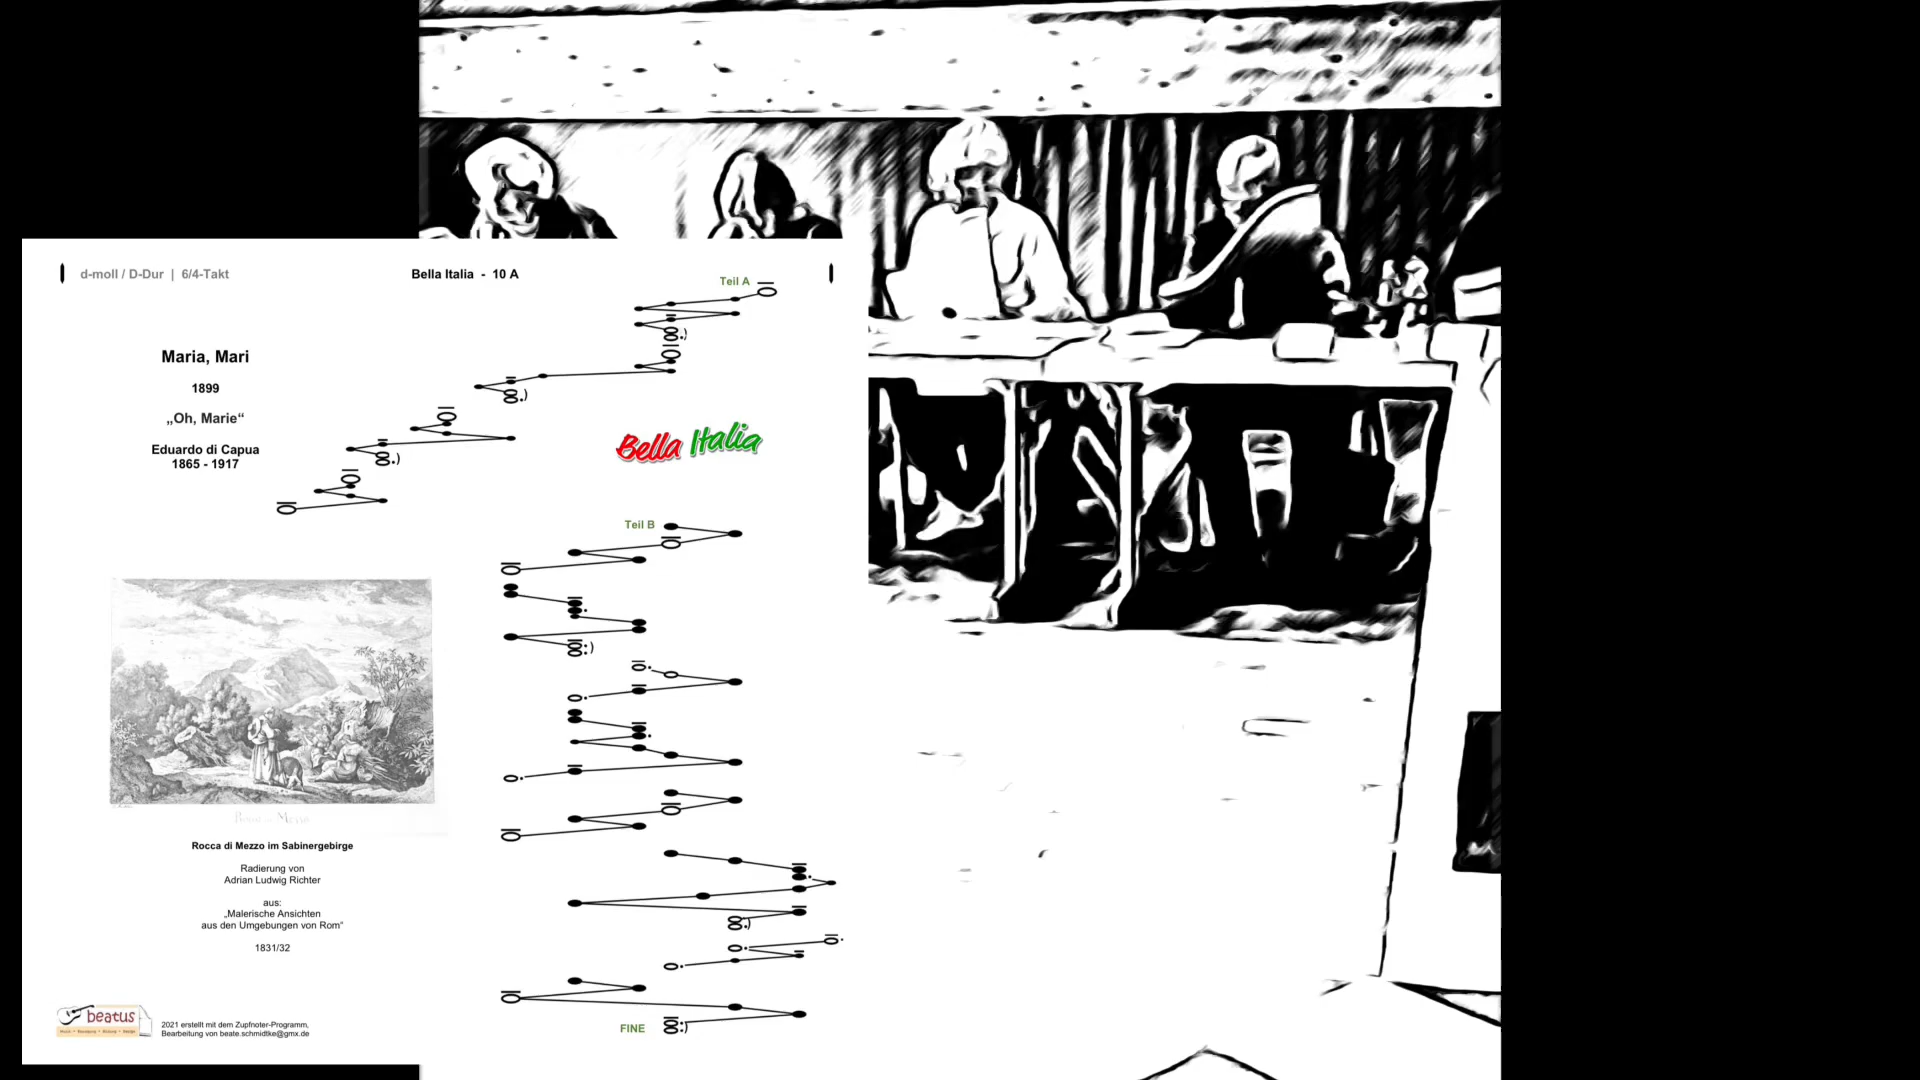 d-moll / D-Dur | 6/4-Takt
Bella Italia - 10 A
Teil A
Maria, Mari
1899
„Oh, Marie“
Eduardo di Capua
1865 - 1917
Bella Italia
Teil B
Rocca di Mezzo im Sabinergebirge
Radierung von
Adrian Ludwig Richter
aus:
„Malerische Ansichten
aus den Umgebungen von Rom“
1831/32
beatus
2021 erstellt mit dem Zupfnoter-Programm,
Bearbeitung von beate.schmidtke@gmx.de
FINE